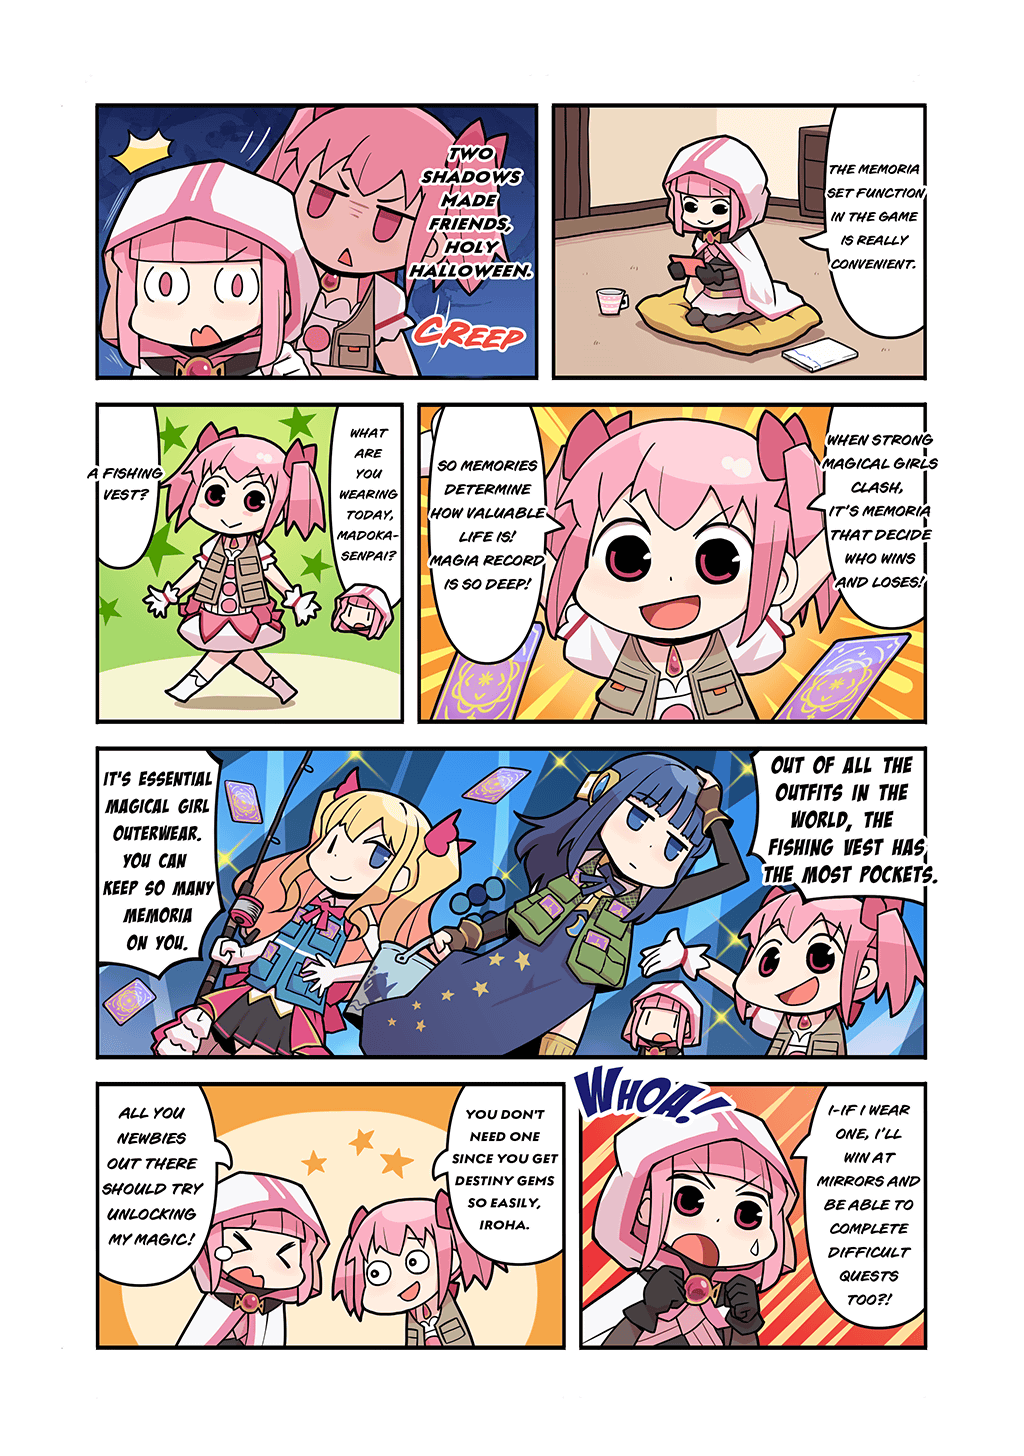 THE MEMORIA
SET FUNCTION
IN THE GAME
IS REALLY
CONVENIENT.
TWO
SHADOWS
MADE
FRIENDS,
HOLY
HALLOWEEN.
CREEP
WHEN STRONG
MAGICAL GIRLS
CLASH,
IT'S MEMORIA
THAT DECIDE
WHO WINS
AND LOSES!
SO MEMORIES
DETERMINE
HOW VALUABLE
LIFE IS!
MAGIA RECORD
IS SO DEEP!
WHAT
ARE
YOU
WEARING
TODAY,
MADOKA-
SENPAI?
A FISHING
VEST?
OUT OF ALL THE
OUTFITS IN THE
WORLD, THE
FISHING VEST HAS
THE MOST POCKETS.
IT'S ESSENTIAL
MAGICAL GIRL
OUTERWEAR.
YOU CAN
KEEP SO MANY
MEMORIA
ON YOU.
WHOA!
I-IF I WEAR
ONE, I'LL
WIN AT
MIRRORS AND
BE ABLE TO
COMPLETE
DIFFICULT
QUESTS
TOO?!
YOU DON'T
NEED ONE
SINCE YOU GET
DESTINY GEMS
SO EASILY,
IROHA.
ALL YOU
NEWBIES
OUT THERE
SHOULD TRY
UNLOCKING
MY MAGIC!